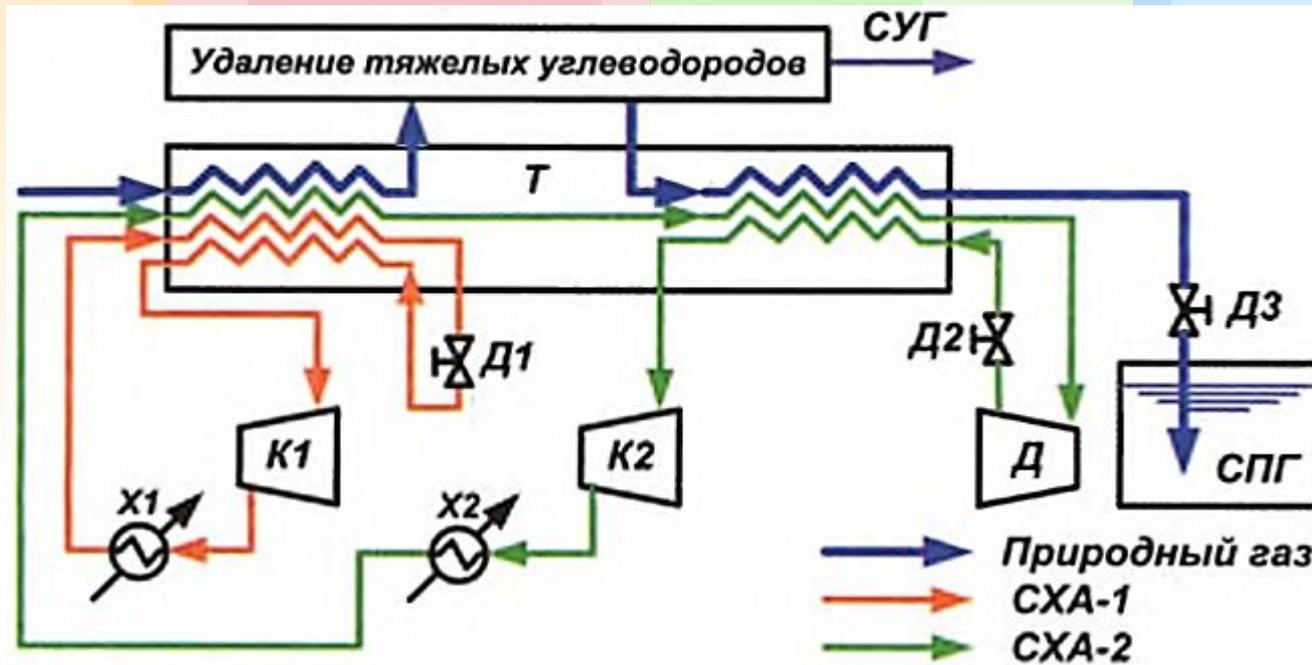 СУГ
Удаление тяжелых углеводородов
Т
Д1
Д2
Д3
К1
К2
Д
СПГ
Х1
Х2
Природный газ
СХА-1
СХА-2